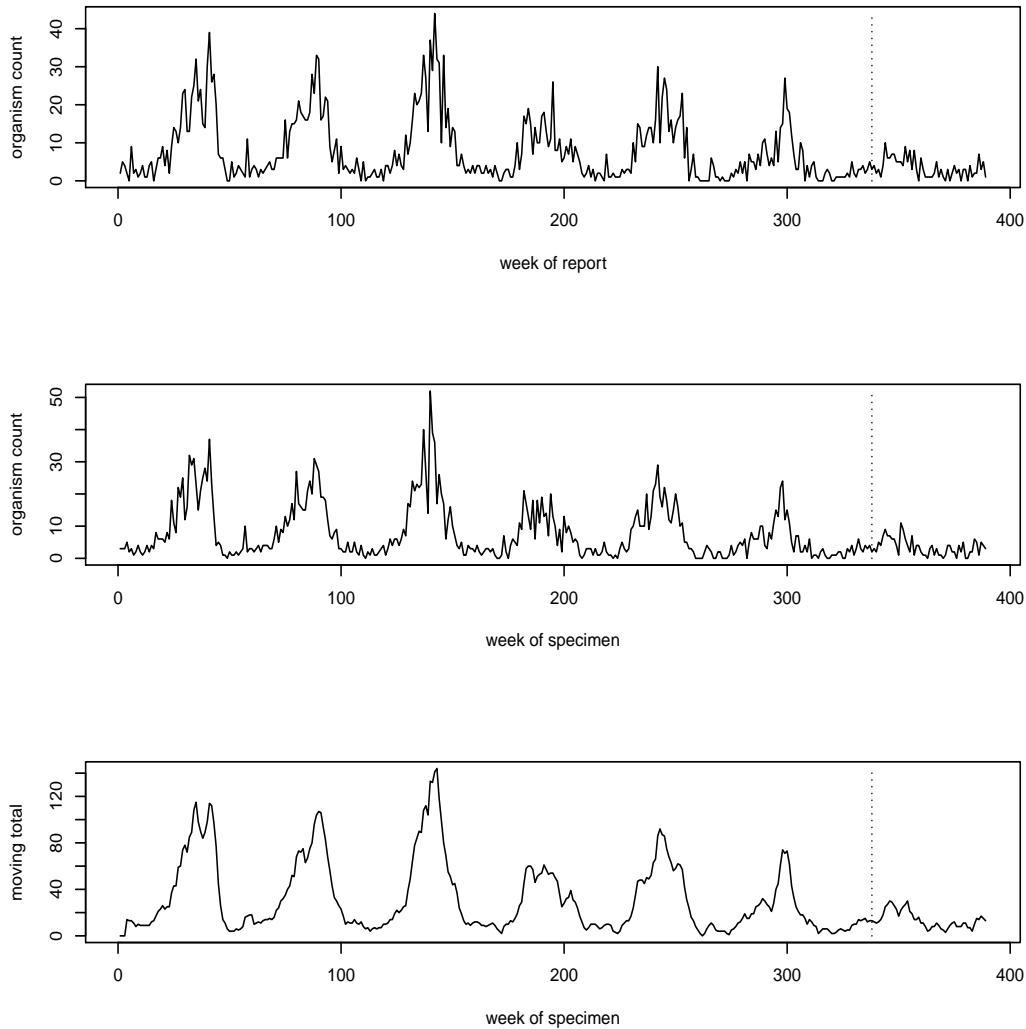 organism count
0 10 20 30 40
0 100 200 300 400
week of report
organism count
0 10 30 50
0 100 200 300 400
week of specimen
moving total
0 40 80 120
0 100 200 300 400
week of specimen